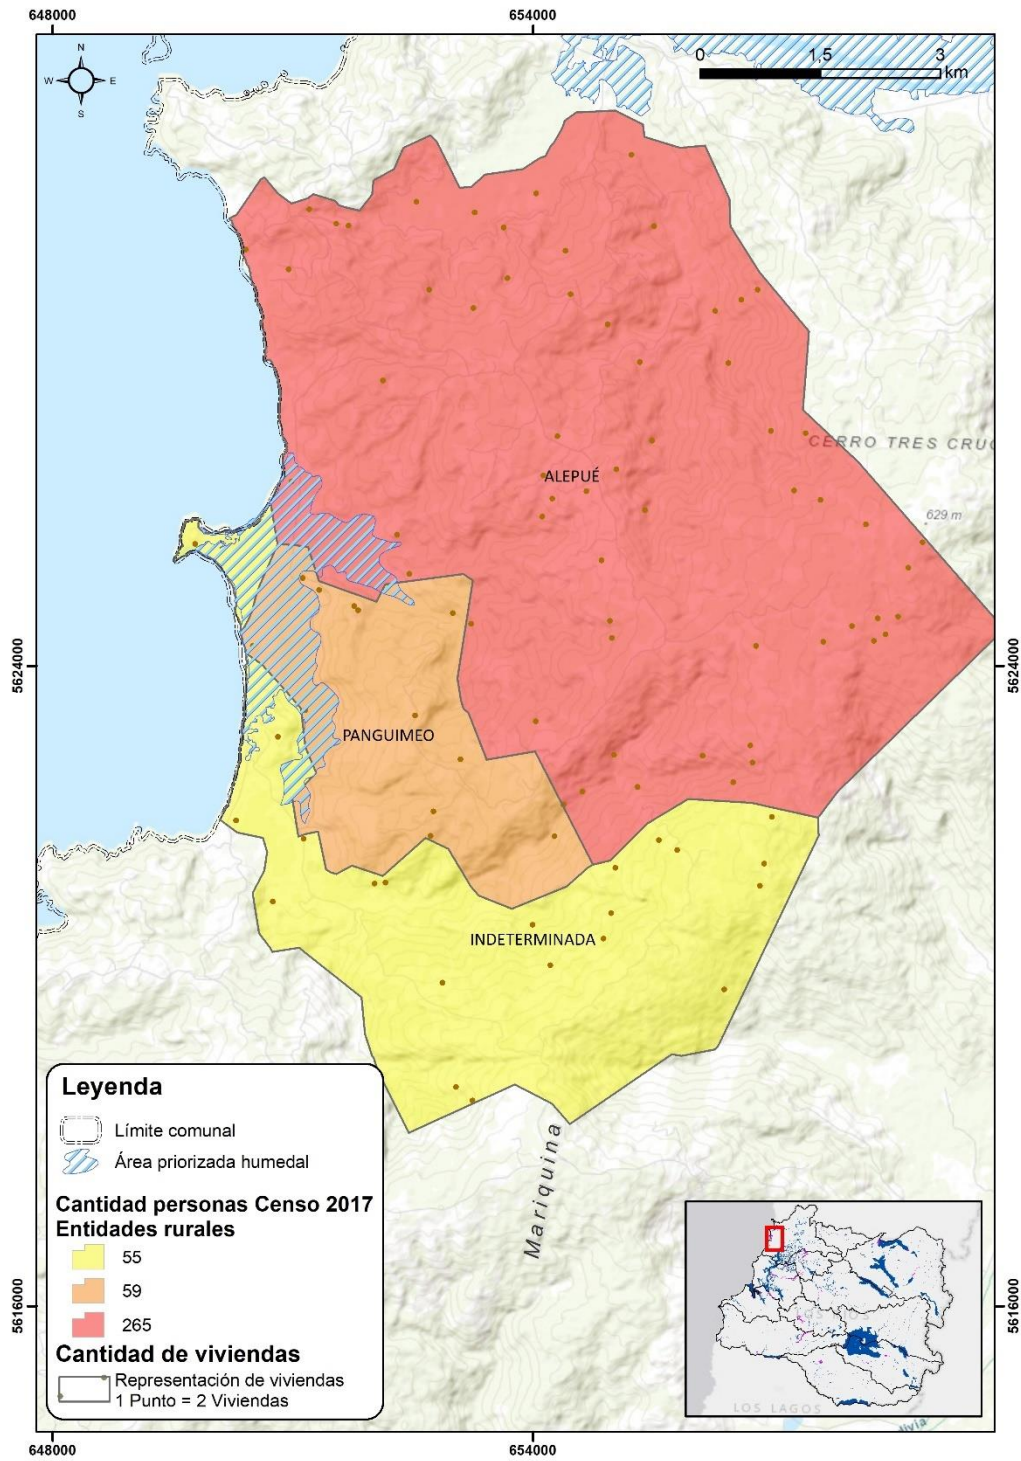 648000
654000
N
W
E
S
0
1,5
3
km
CERRO TRES CRUC
ALEPUÉ
629 m
5624000
5624000
PANGUIMEO
INDETERMINADA
Mariquina
Leyenda
Límite comunal
Área priorizada humedal
Cantidad personas Censo 2017
Entidades rurales
55
59
265
Cantidad de viviendas
Representación de viviendas
1 Punto = 2 Viviendas
5616000
5616000
LOS LAGOS
livia
648000
654000